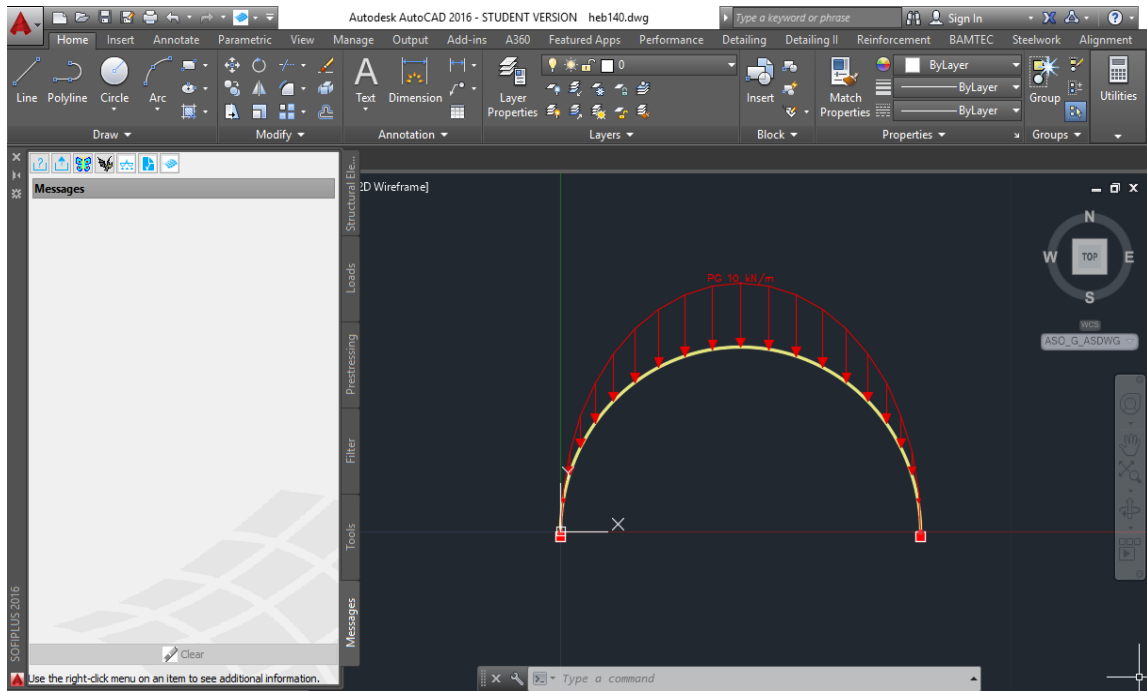 Autodesk AutoCAD 2016 - STUDENT VERSION heb140.dwg
Type a keyword or phrase
Sign In
Home Insert Annotate Parametric View Manage Output Add-ins A360 Featured Apps Performance Detailing Detailing II Reinforcement BAMTEC Steelwork Alignment
0
ByLayer
ByLayer
ByLayer
Line Polyline Circle Arc
Text Dimension
Layer
Properties
Insert
Match
Properties
Group
Utilities
Draw
Modify
Annotation
Layers
Block
Properties
Groups
Messages
Structural Ele...
Loads
Prestressing
Filter
Tools
Messages
SOFiPLUS 2016
Clear
Use the right-click menu on an item to see additional information.
2D Wireframe]
PG 10 kN/m
Y
X
N
W TOP E
S
WCS
ASO_G_ASDWG
Type a command